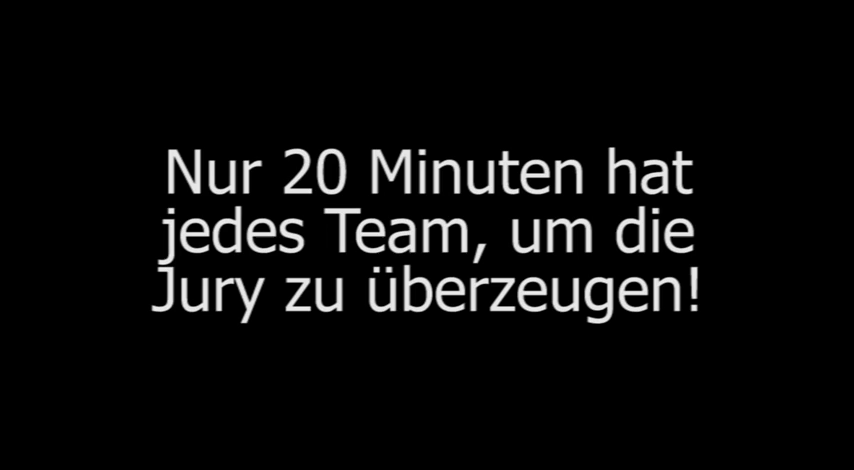 Nur 20 Minuten hat
jedes Team, um die
Jury zu überzeugen!